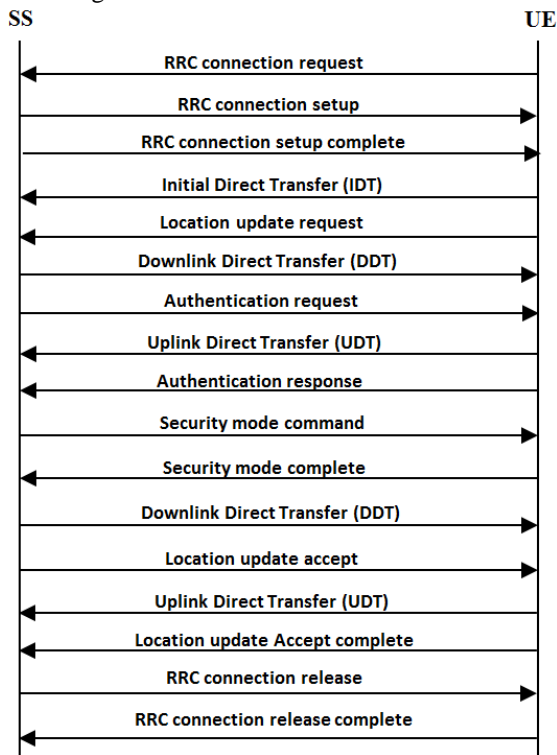 SS UE
RRC connection request
RRC connection setup
RRC connection setup complete
Initial Direct Transfer (IDT)
Location update request
Downlink Direct Transfer (DDT)
Authentication request
Uplink Direct Transfer (UDT)
Authentication response
Security mode command
Security mode complete
Downlink Direct Transfer (DDT)
Location update accept
Uplink Direct Transfer (UDT)
Location update Accept complete
RRC connection release
RRC connection release complete